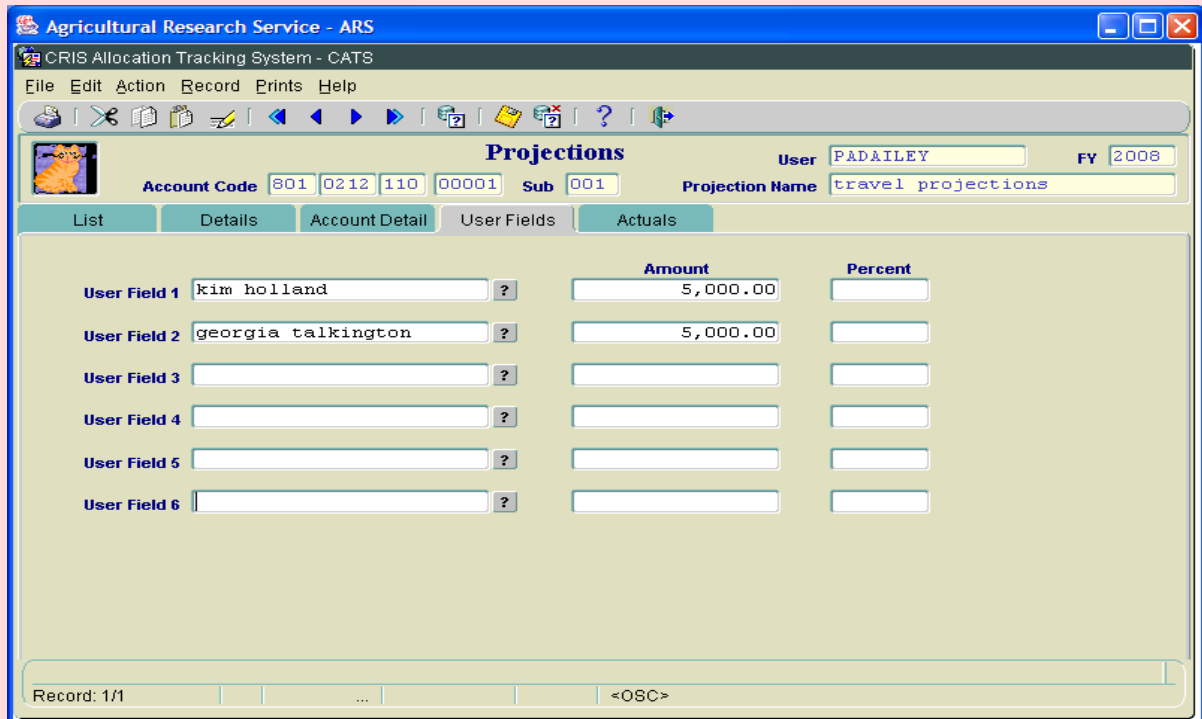 Agricultural Research Service - ARS
CRIS Allocation Tracking System - CATS
File Edit Action Record Prints Help
Projections User PADAILEY FY 2008
Account Code 801 0212 110 00001 Sub 001 Projection Name travel projections
List Details Account Detail User Fields Actuals
Amount Percent
User Field 1 kim holland ? 5,000.00
User Field 2 georgia talkington ? 5,000.00
User Field 3 ?
User Field 4 ?
User Field 5 ?
User Field 6 ?
Record: 1/1 ... <OSC>